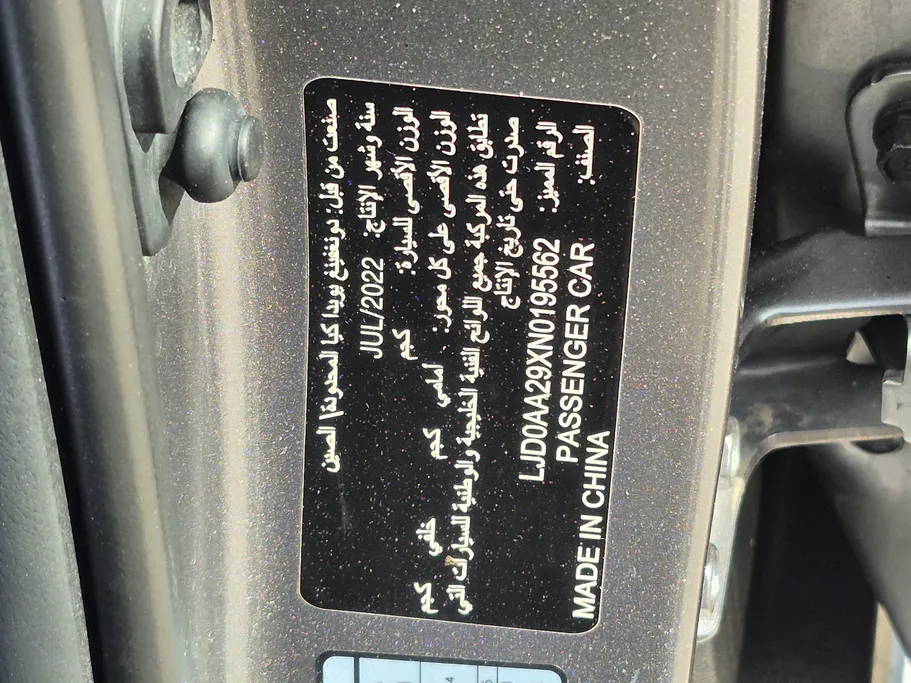 صنعت من قبل: دونغفينغ يويدا كيا المحدودة\ الصين
سنة وشهر الإنتاج: JUL/2022
الوزن الأقصى للسيارة: كجم
الوزن الأقصى على كل محور: أمامي كجم خلفي كجم
تطابق هذه المركبة جميع اللوائح الفنية الخليجية والوطنية للسيارات التي
صدرت حتى تاريخ الإنتاج
الرقم المميز: LJD0AA29XN0195562
الصنف: PASSENGER CAR
MADE IN CHINA